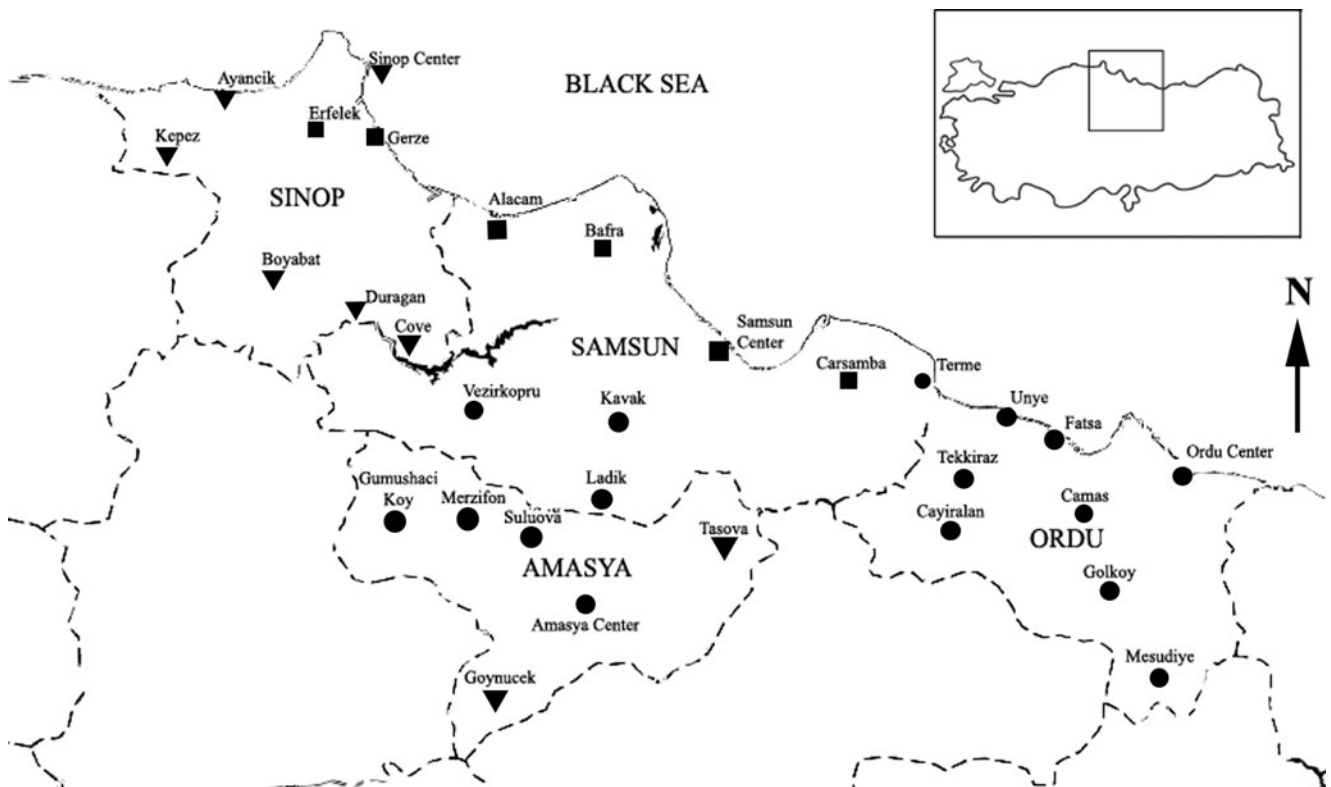 Sinop Center
BLACK SEA
Ayancik
Erfelek
Kepez
Gerze
SINOP
Alacam
Bafra
Boyabat
Duragan
Cove
N
Samsun
Center
SAMSUN
Carsamba
Terme
Vezirkopru
Kavak
Unye
Fatsa
Ordu Center
Tekkiraz
Gumushaci
Koy
Merzifon
Ladik
Camas
Suluova
Tasova
Cayiralan
ORDU
AMASYA
Golkoy
Amasya Center
Mesudiye
Goynucek